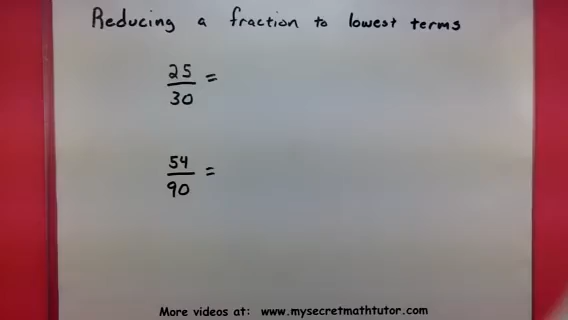 Reducing a fraction to lowest terms
25/30 =
54/90 =
More videos at: www.mysecretmathtutor.com